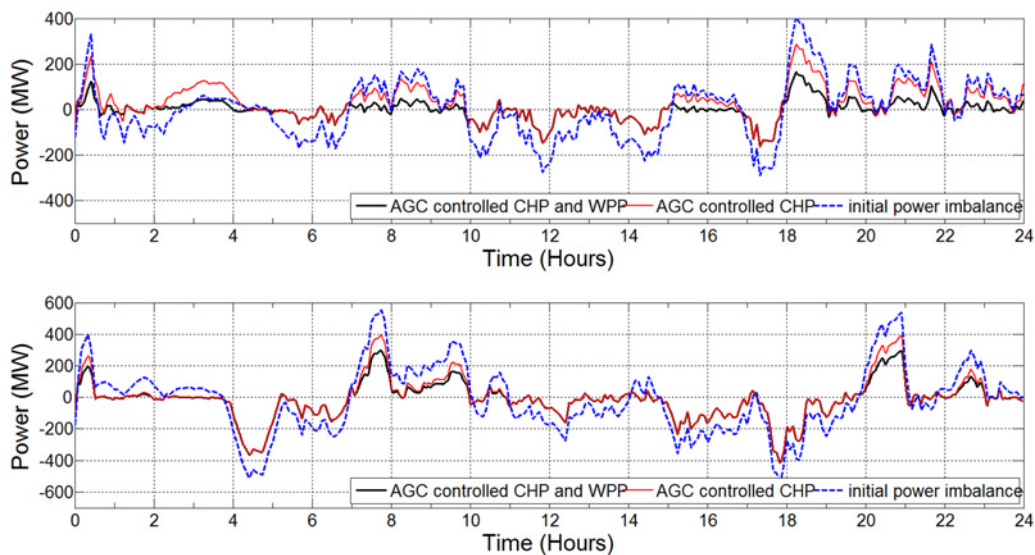 400
200
0
-200
400
Power (MW)
AGC controlled CHP and WPP AGC controlled CHP initial power imbalance
0 2 4 6 8 10 12 14 16 18 20 22 24
Time (Hours)
600
400
200
0
-200
-400
-600
Power (MW)
AGC controlled CHP and WPP AGC controlled CHP initial power imbalance
0 2 4 6 8 10 12 14 16 18 20 22 24
Time (Hours)